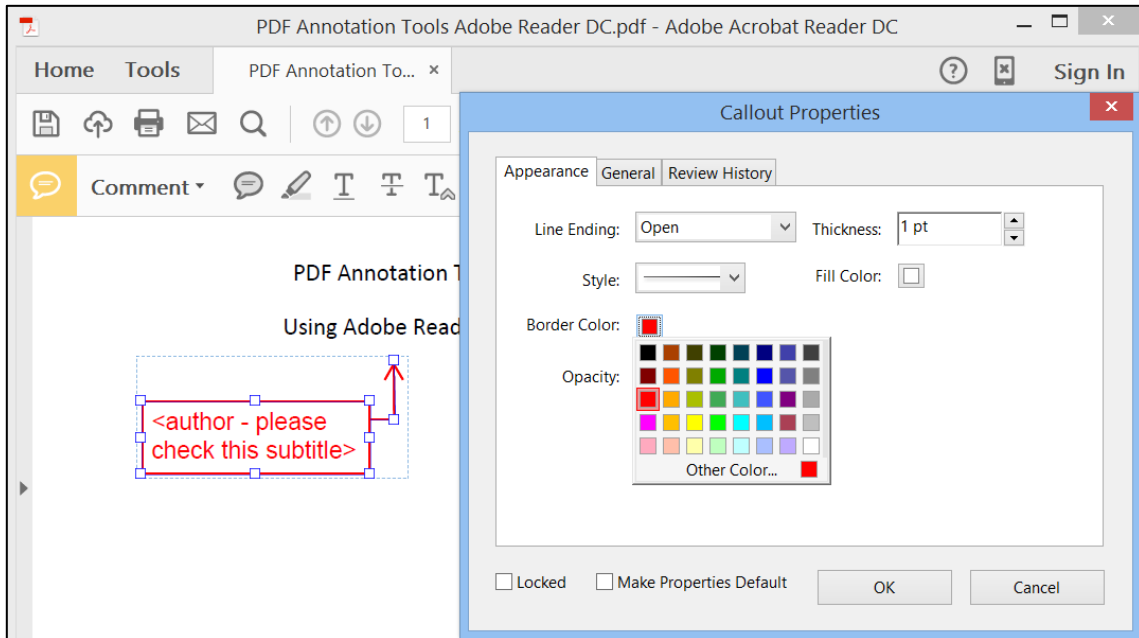 PDF Annotation Tools Adobe Reader DC.pdf - Adobe Acrobat Reader DC
Home Tools PDF Annotation To... × ? Sign In
1
Comment T T T
Callout Properties
Appearance General Review History
Line Ending: Open Thickness: 1 pt
Style: Fill Color:
Border Color:
Opacity:
Other Color...
Locked Make Properties Default OK Cancel
PDF Annotation T
Using Adobe Read
<author - please
check this subtitle>